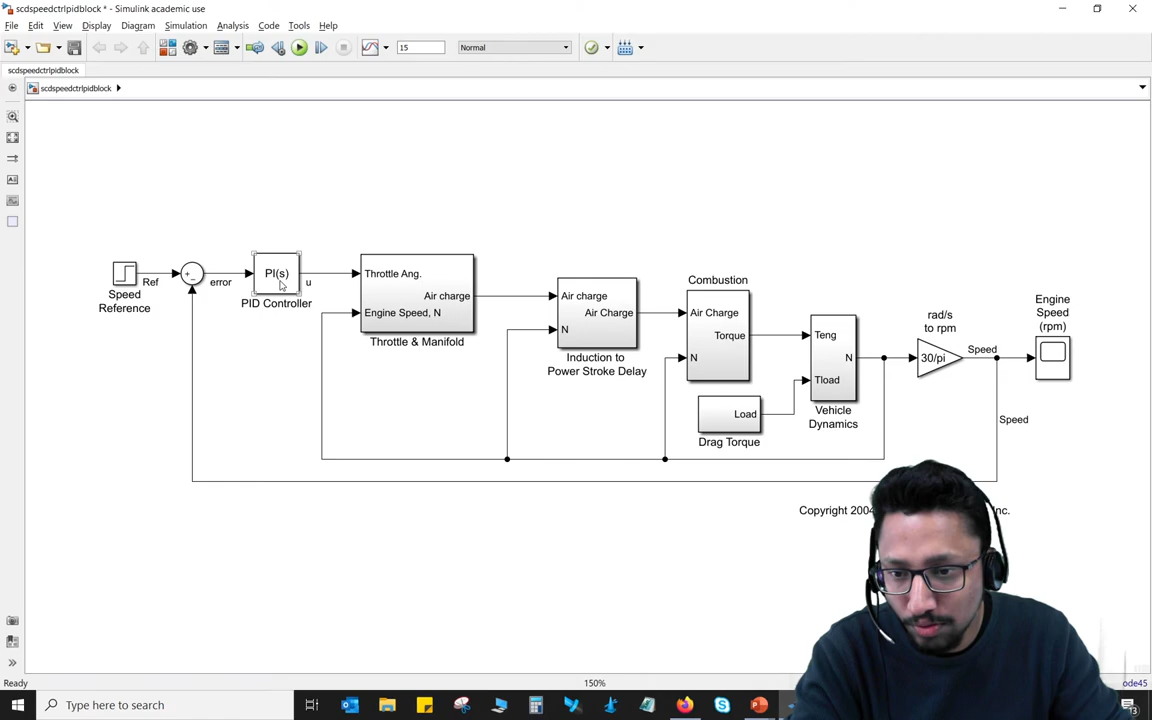 scdspeedctrlpidblock * - Simulink academic use
File Edit View Display Diagram Simulation Analysis Code Tools Help
15
Normal
scdspeedctrlpidblock
scdspeedctrlpidblock
Speed
Reference
Ref
+
-
error
PI(s)
PID Controller
u
Throttle Ang.
Air charge
Engine Speed, N
Throttle & Manifold
Air charge
Air Charge
N
Induction to
Power Stroke Delay
Combustion
Air Charge
Torque
N
Load
Drag Torque
Teng
N
Tload
Vehicle
Dynamics
rad/s
to rpm
30/pi
Speed
Engine
Speed
(rpm)
Speed
Copyright 2004
Inc.
Ready
150%
ode45
Type here to search
13